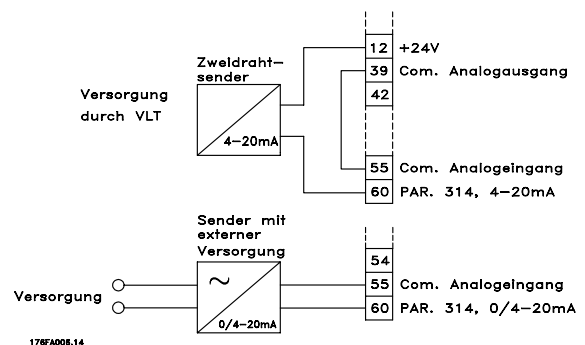 Versorgung
durch VLT
Zweidraht-
sender
4-20mA
12 +24V
39 Com. Analogausgang
42
55 Com. Analogeingang
60 PAR. 314, 4-20mA
Sender mit
externer
Versorgung
~
0/4-20mA
Versorgung
54
55 Com. Analogeingang
60 PAR. 314, 0/4-20mA
176FA008.14